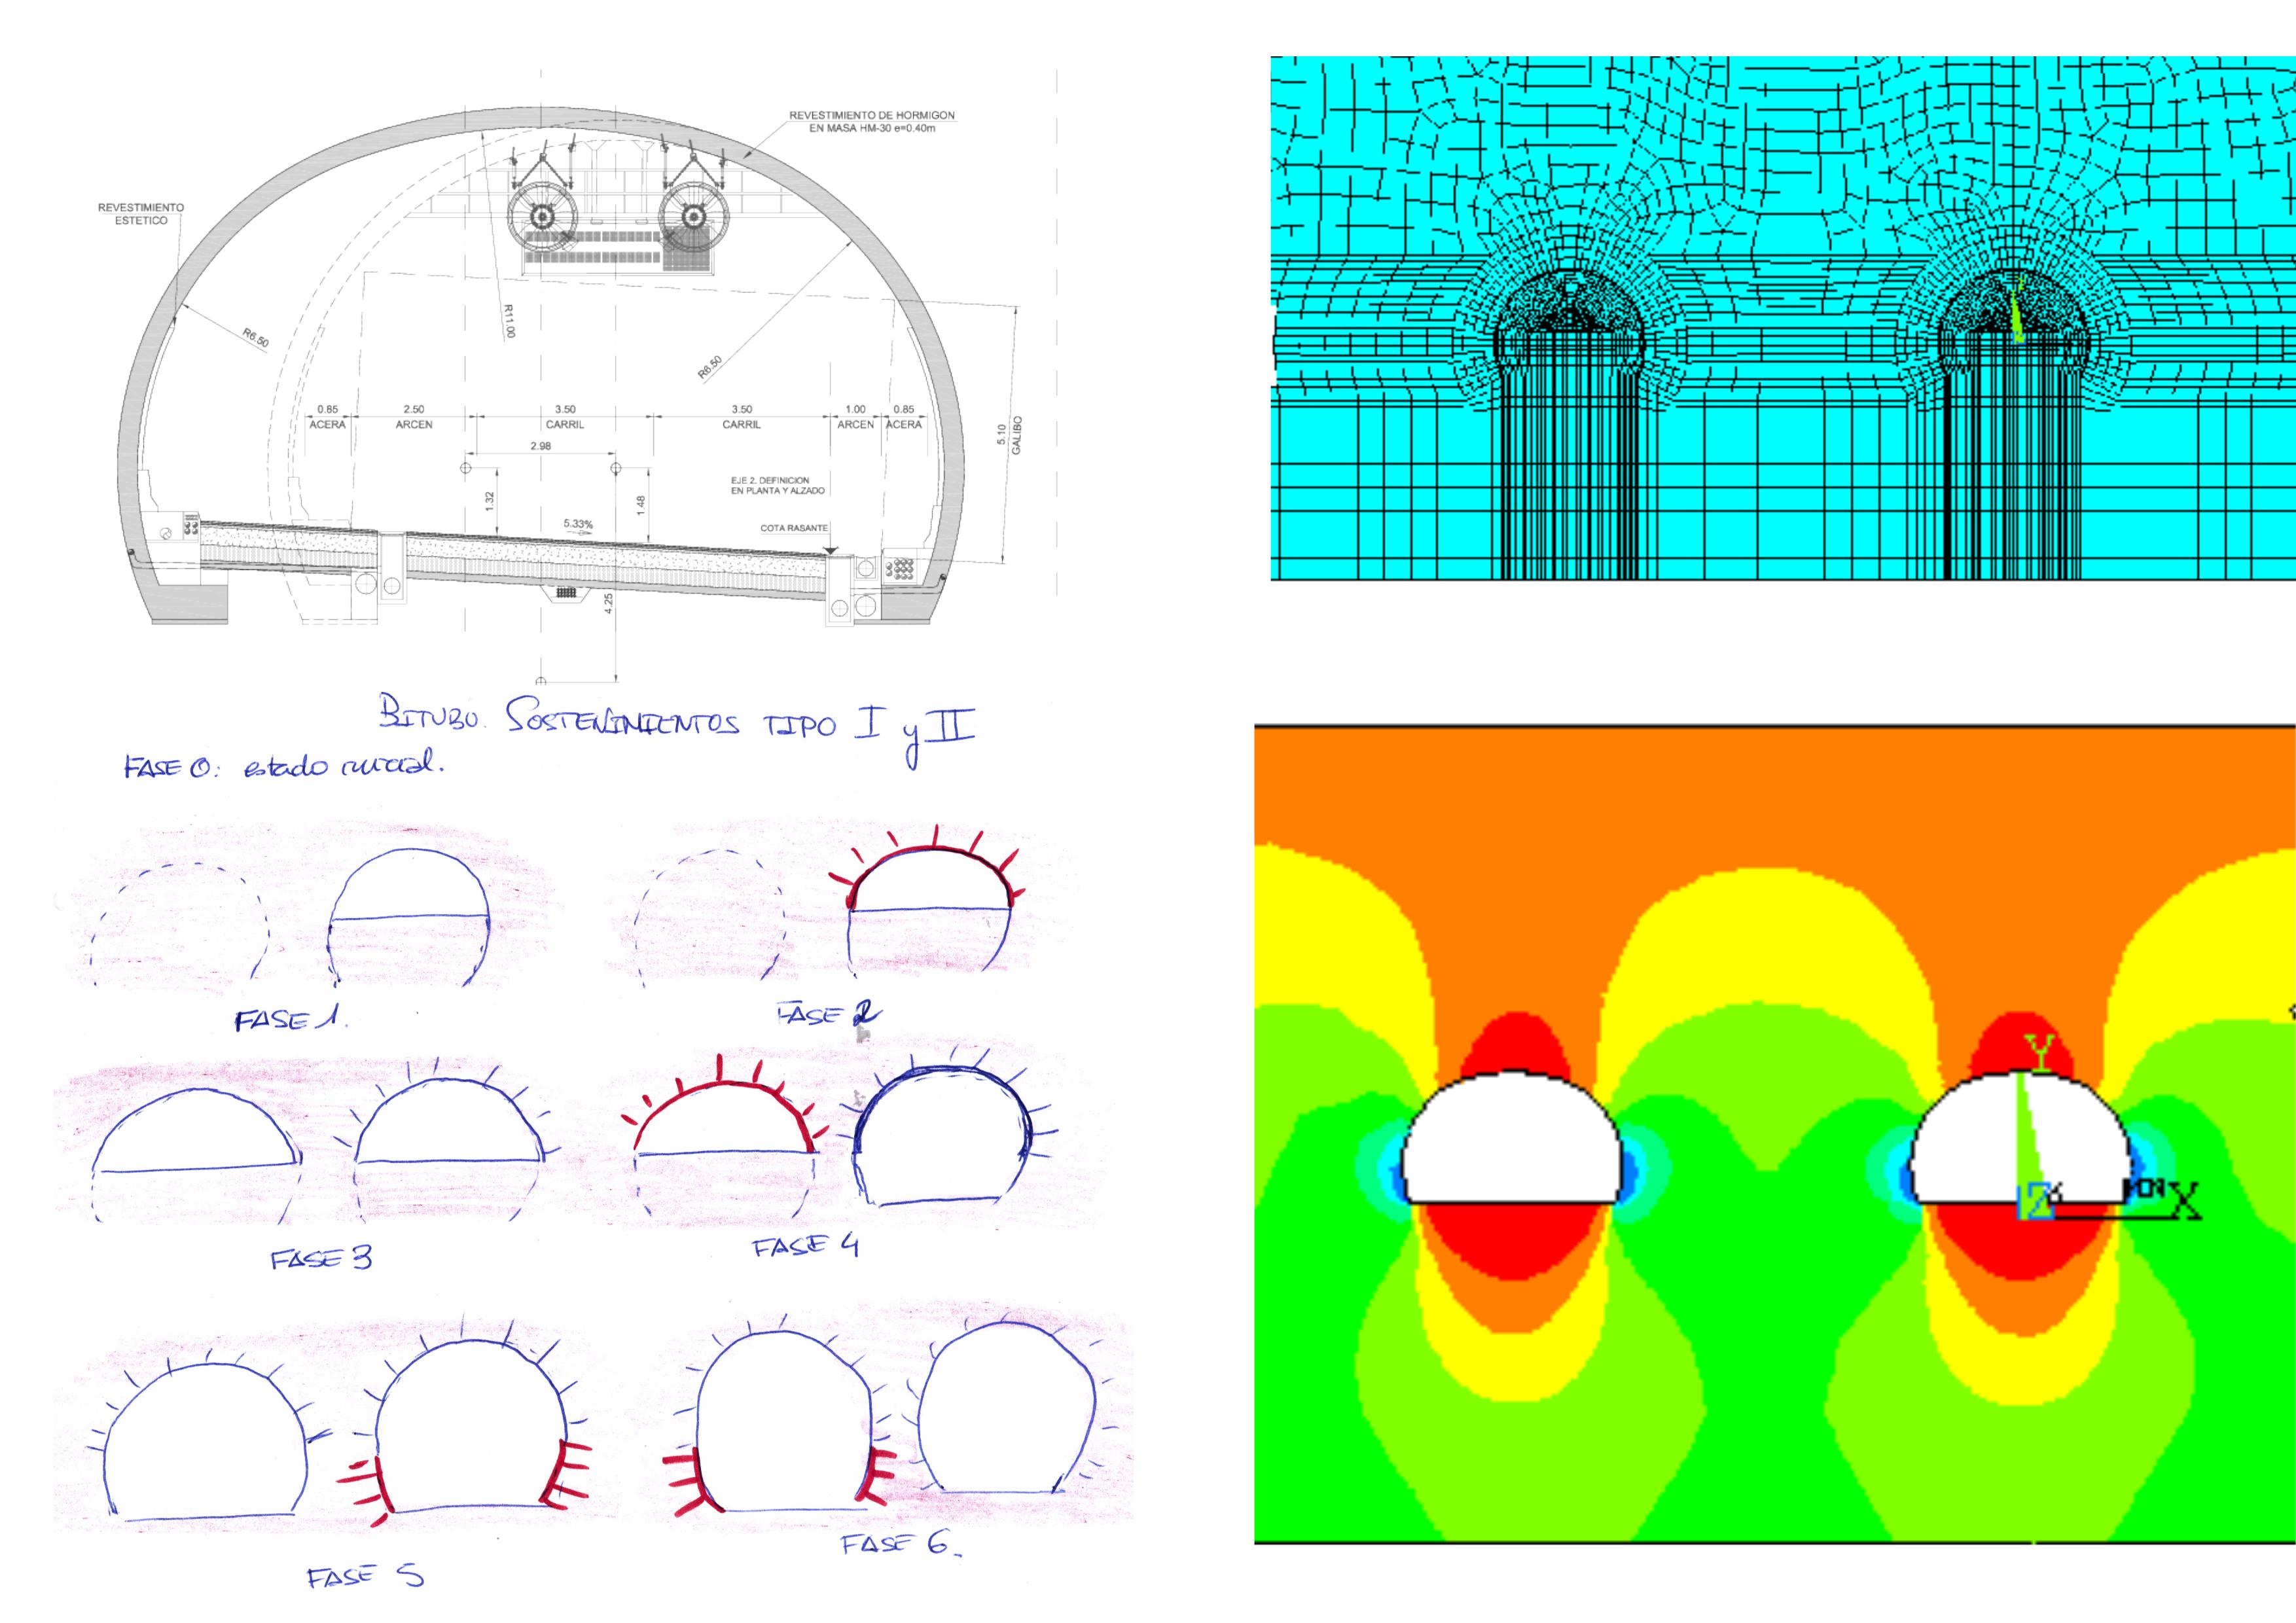 REVESTIMIENTO DE HORMIGON
EN MASA HM-30 e=0.40m
REVESTIMIENTO
ESTETICO
R6.50
R11.00
R6.50
0.85
ACERA
2.50
ARCEN
3.50
CARRIL
3.50
CARRIL
1.00
ARCEN
0.85
ACERA
5.10
GALIBO
2.98
1.32
1.48
EJE 2. DEFINICION
EN PLANTA Y ALZADO
5.33%
COTA RASANTE
4.25
BITUBO. SOSTENIMIENTOS TIPO I y II
FASE 0: estado inicial.
FASE 1.
FASE 2
FASE 3
FASE 4
FASE 5
FASE 6.
Y
Z
X